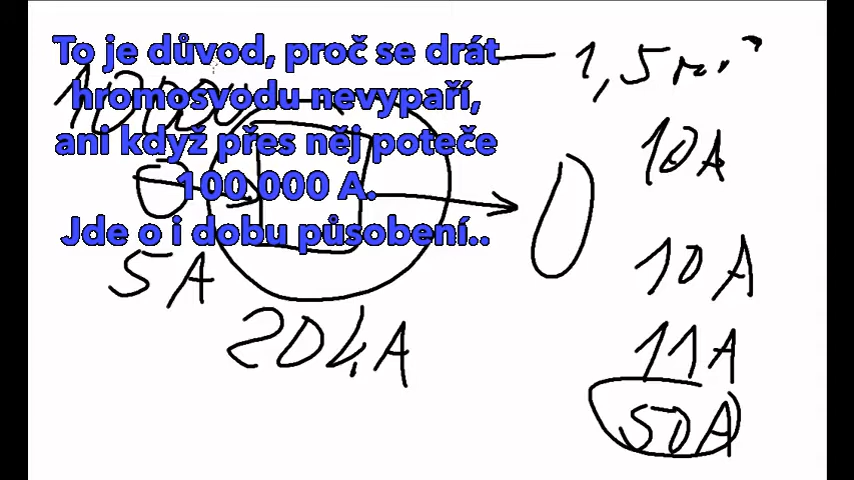 To je důvod, proč se drát
hromosvodu nevypaří,
ani když přes něj poteče
100 000 A.
Jde o i dobu působení..
5A
204A
1,5
10A
10A
11A
50A